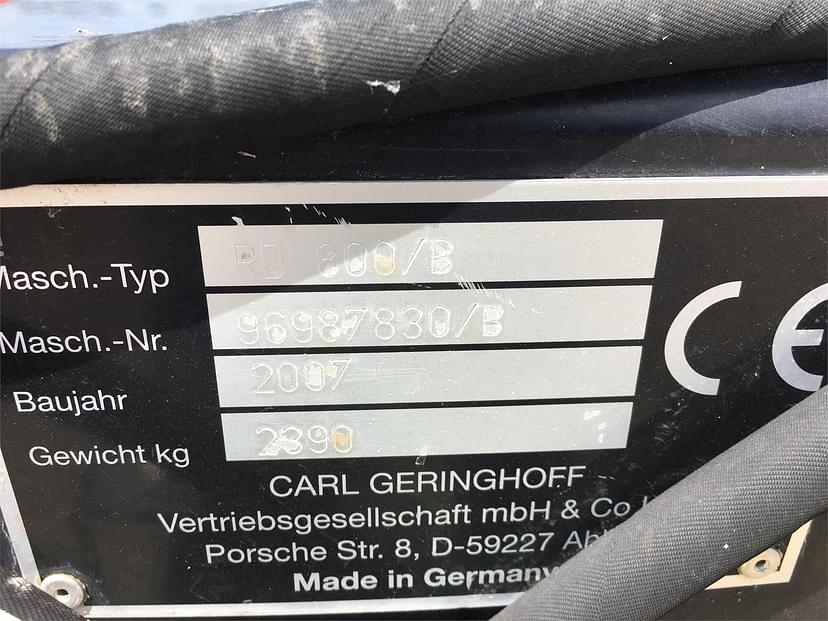 Masch.-Typ RD 800/B
Masch.-Nr. 96987830/B
Baujahr 2007
Gewicht kg 2890
CE
CARL GERINGHOFF
Vertriebsgesellschaft mbH & Co
Porsche Str. 8, D-59227
Made in Germany